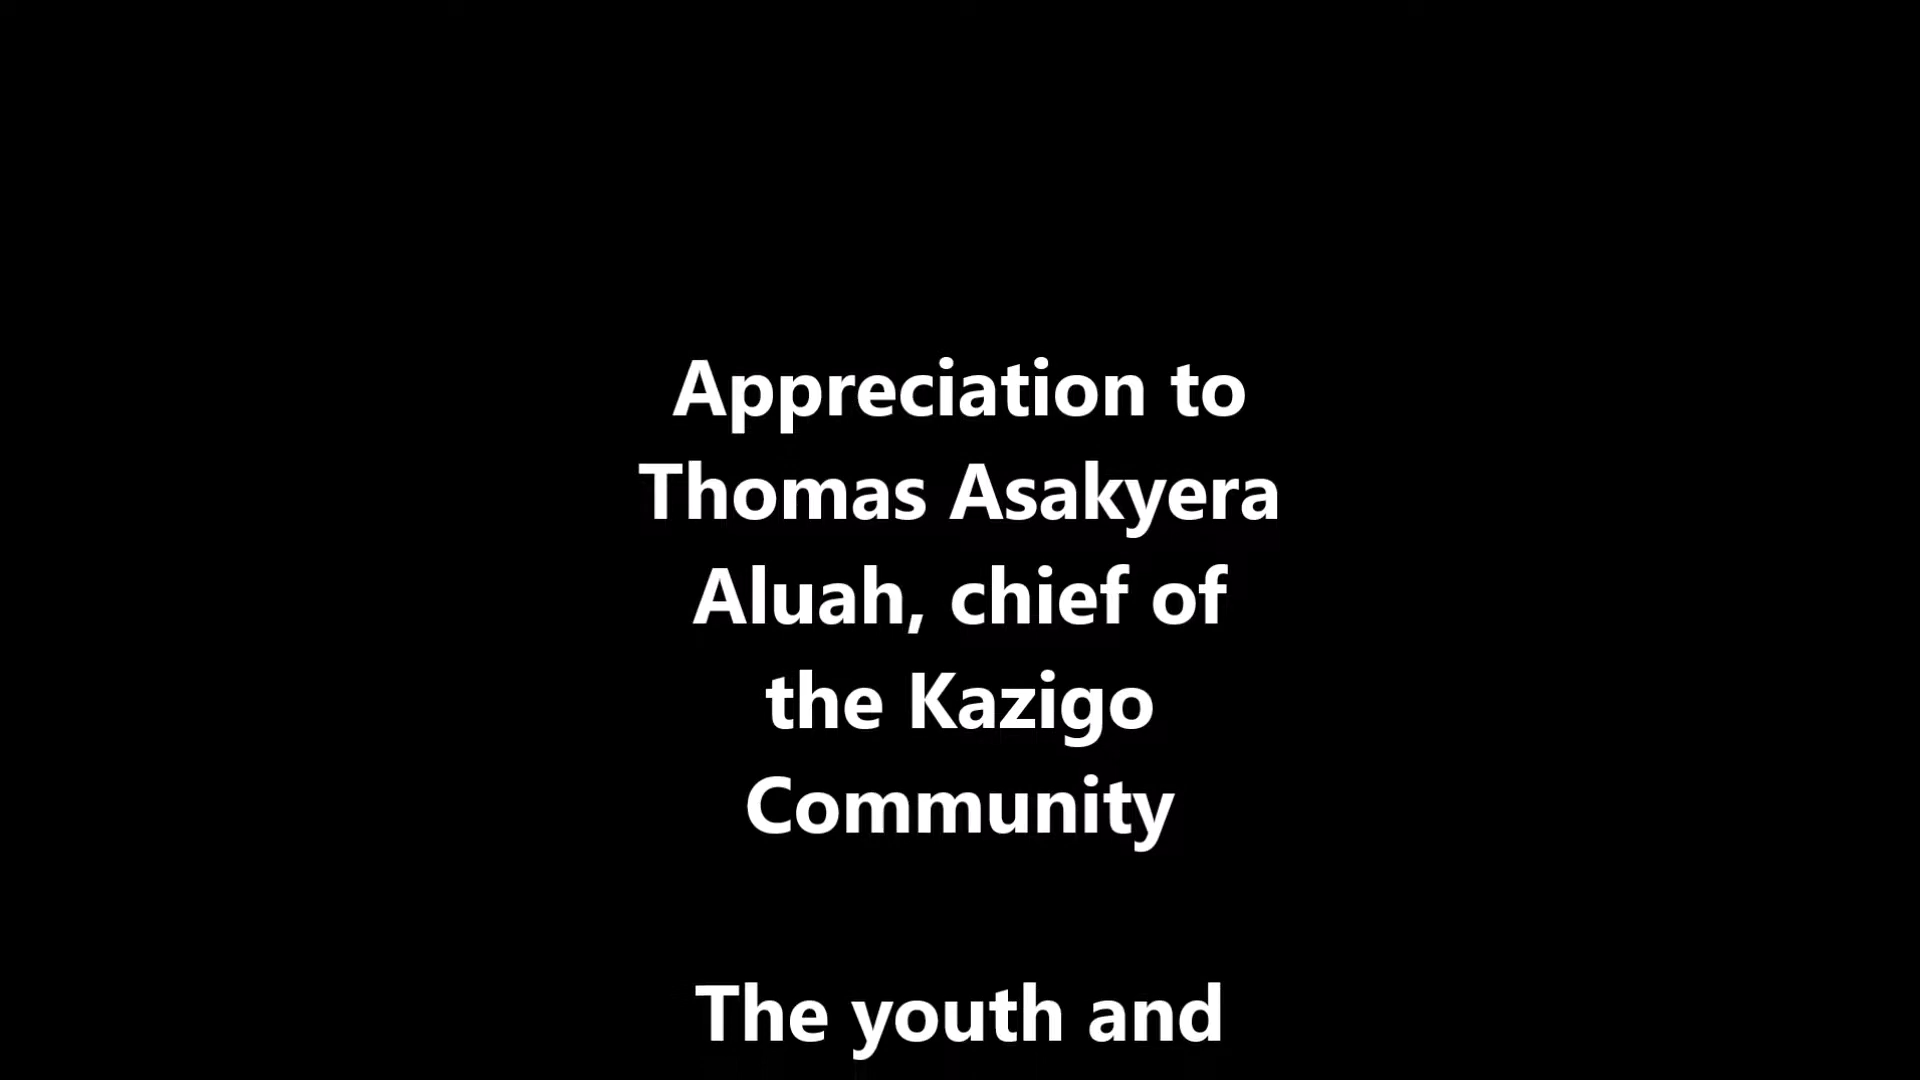 Appreciation to
Thomas Asakyera
Aluah, chief of
the Kazigo
Community
The youth and